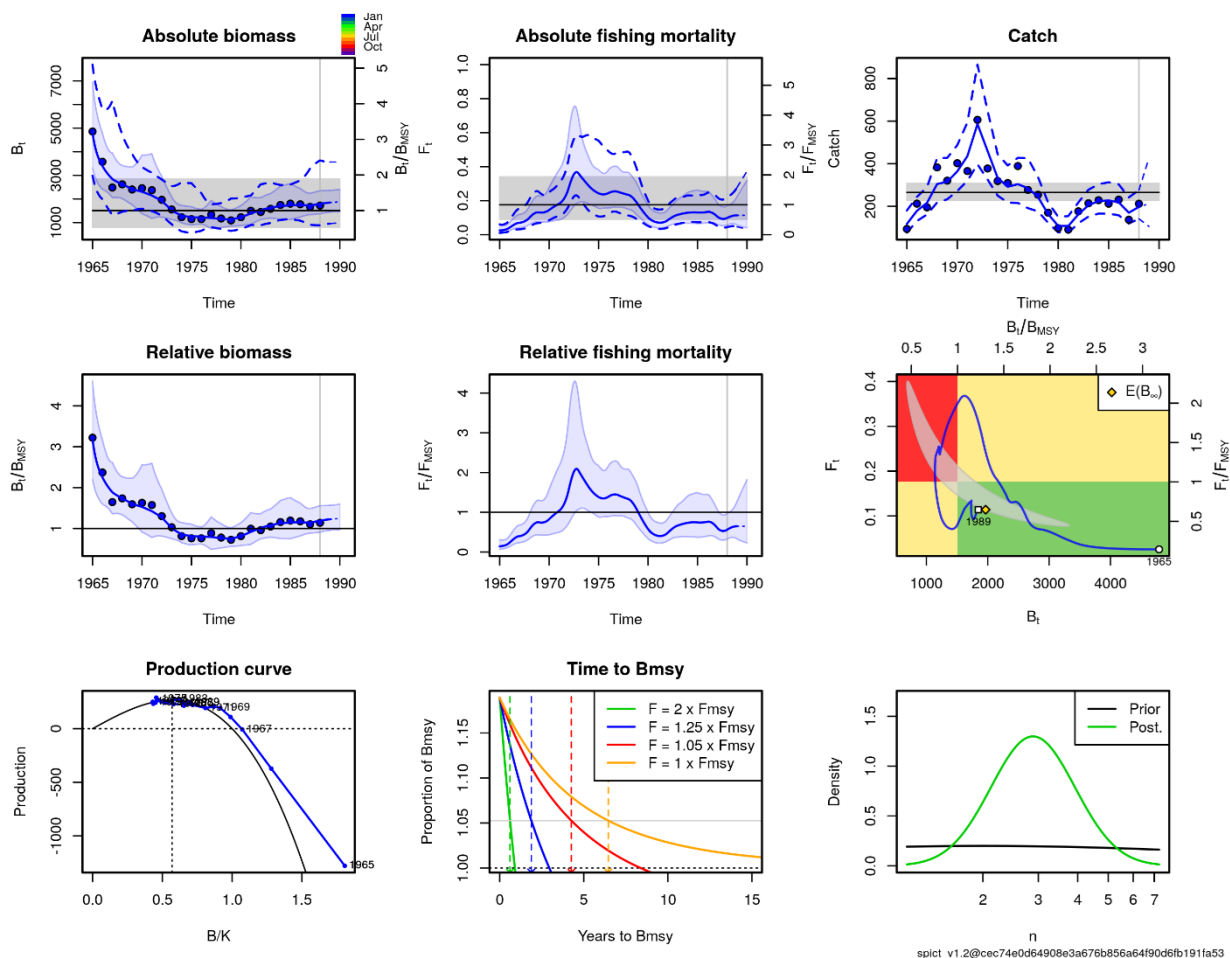 Jan
Apr
Jul
Oct
Absolute biomass
Bt
1000 3000 5000 7000
1 2 3 4 5
Bt/BMSY
1965 1970 1975 1980 1985 1990
Time
Absolute fishing mortality
Ft
0.0 0.2 0.4 0.6 0.8 1.0
0 1 2 3 4 5
Ft/FMSY
1965 1970 1975 1980 1985 1990
Time
Catch
Catch
200 400 600 800
1965 1970 1975 1980 1985 1990
Time
Relative biomass
Bt/BMSY
1 2 3 4
1965 1970 1975 1980 1985 1990
Time
Relative fishing mortality
Ft/FMSY
0 1 2 3 4
1965 1970 1975 1980 1985 1990
Time
Bt/BMSY
0.5 1 1.5 2 2.5 3
Ft
0.1 0.2 0.3 0.4
0.5 1 1.5 2
Ft/FMSY
E(B∞)
1989
1965
1000 2000 3000 4000
Bt
Production curve
Production
-1000 -500 0
1969
1967
1965
0.0 0.5 1.0 1.5
B/K
Time to Bmsy
Proportion of Bmsy
1.00 1.05 1.10 1.15
F = 2 x Fmsy
F = 1.25 x Fmsy
F = 1.05 x Fmsy
F = 1 x Fmsy
0 5 10 15
Years to Bmsy
Density
0.0 0.5 1.0 1.5
Prior
Post.
2 3 4 5 6 7
n
spict_v1.2@cec74e0d64908e3a676b856a64f90d6fb191fa53